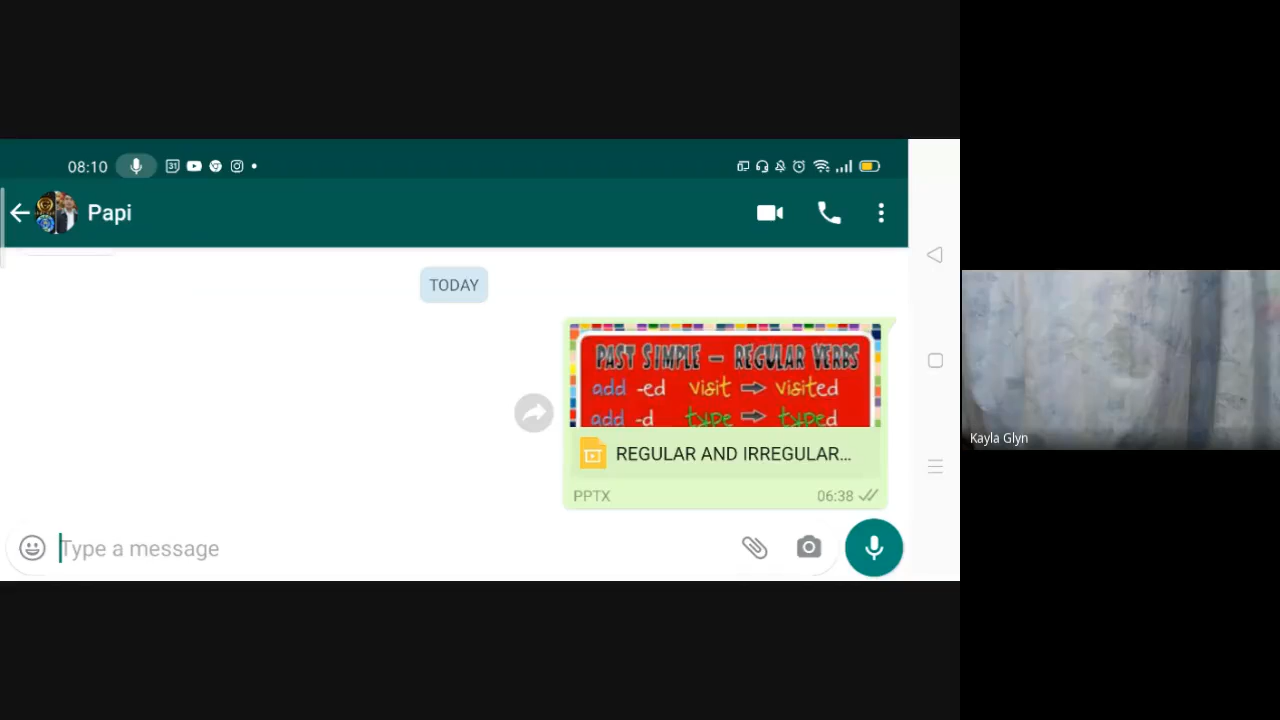 08:10
31
Papi
TODAY
PAST SIMPLE – REGULAR VERBS
add -ed visit ⇨ visited
add -d type ⇨ typed
REGULAR AND IRREGULAR...
PPTX 06:38
Type a message
Kayla Glyn